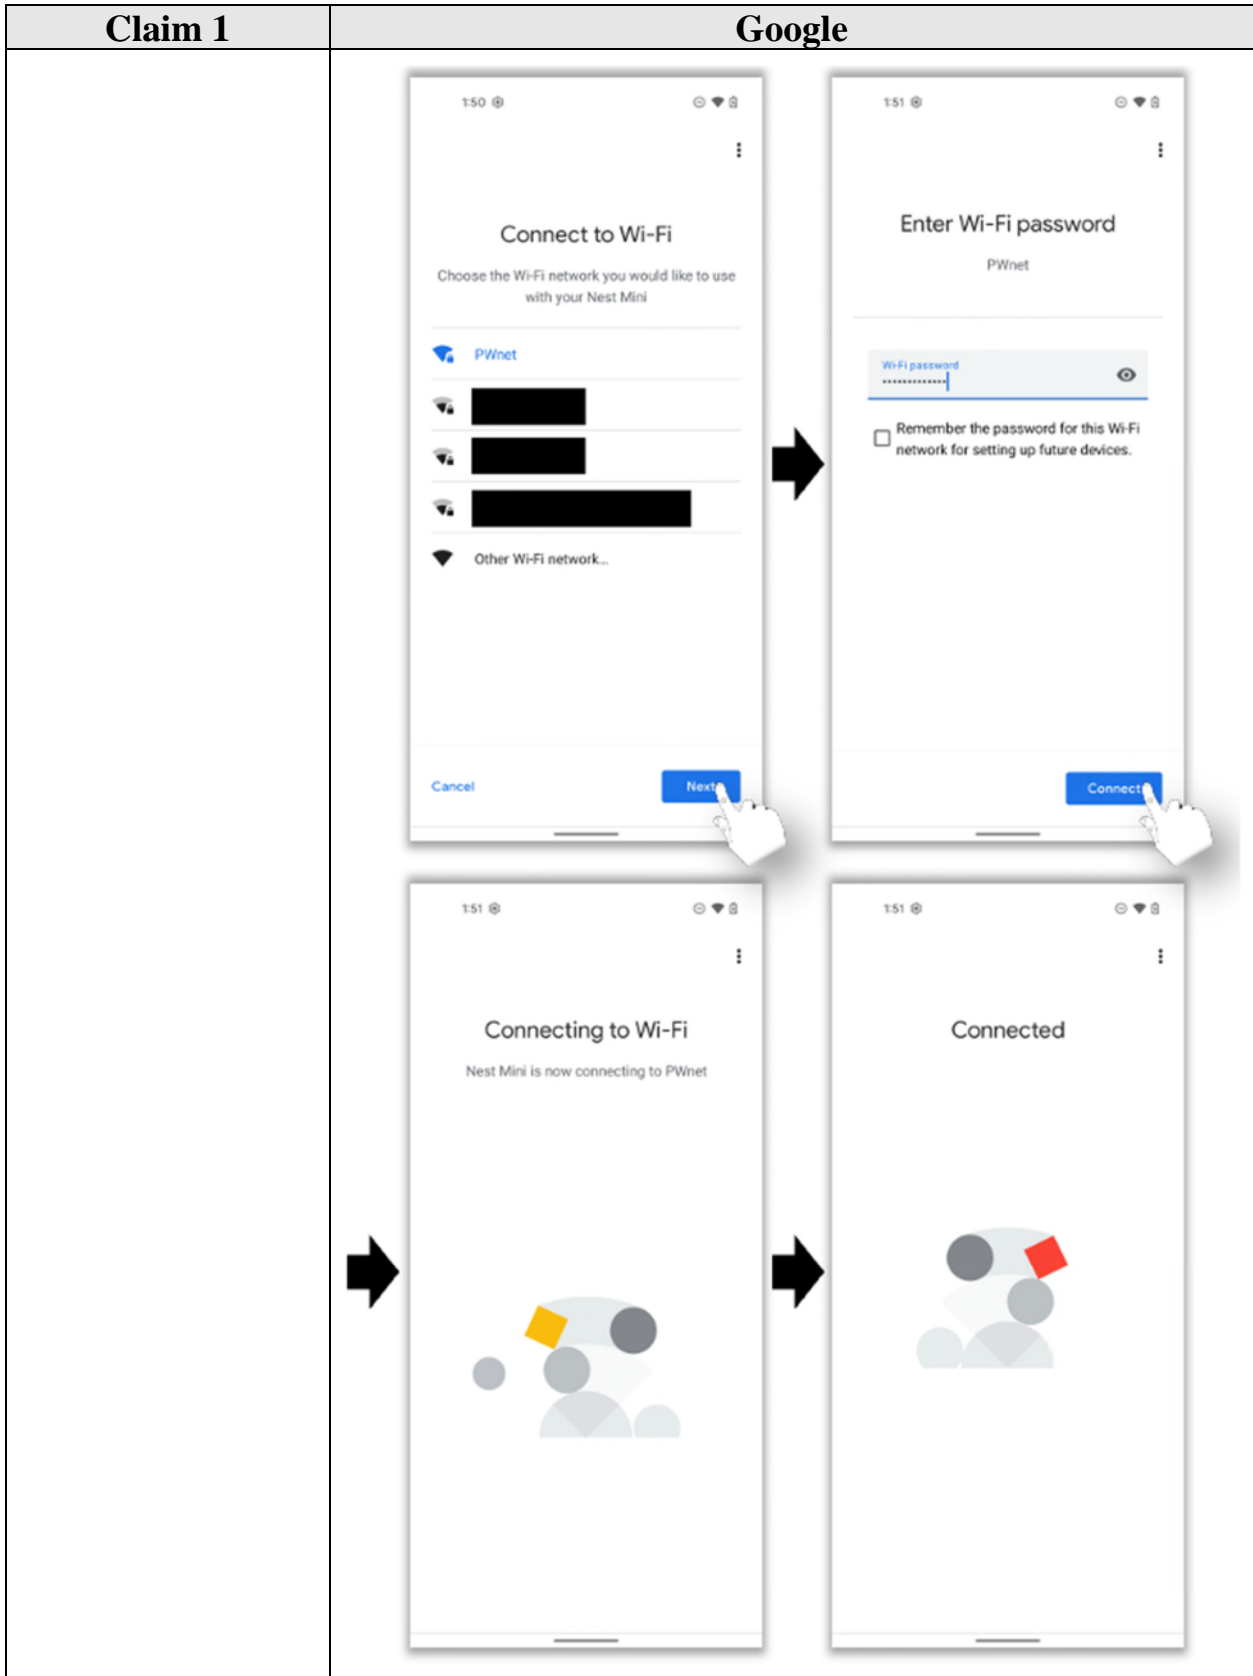 Claim 1
Google
1:50
Connect to Wi-Fi
Choose the Wi-Fi network you would like to use
with your Nest Mini
PWnet
Other Wi-Fi network...
Cancel
Next
1:51
Enter Wi-Fi password
PWnet
Wi-Fi password
Remember the password for this Wi-Fi
network for setting up future devices.
Connect
1:51
Connecting to Wi-Fi
Nest Mini is now connecting to PWnet
1:51
Connected